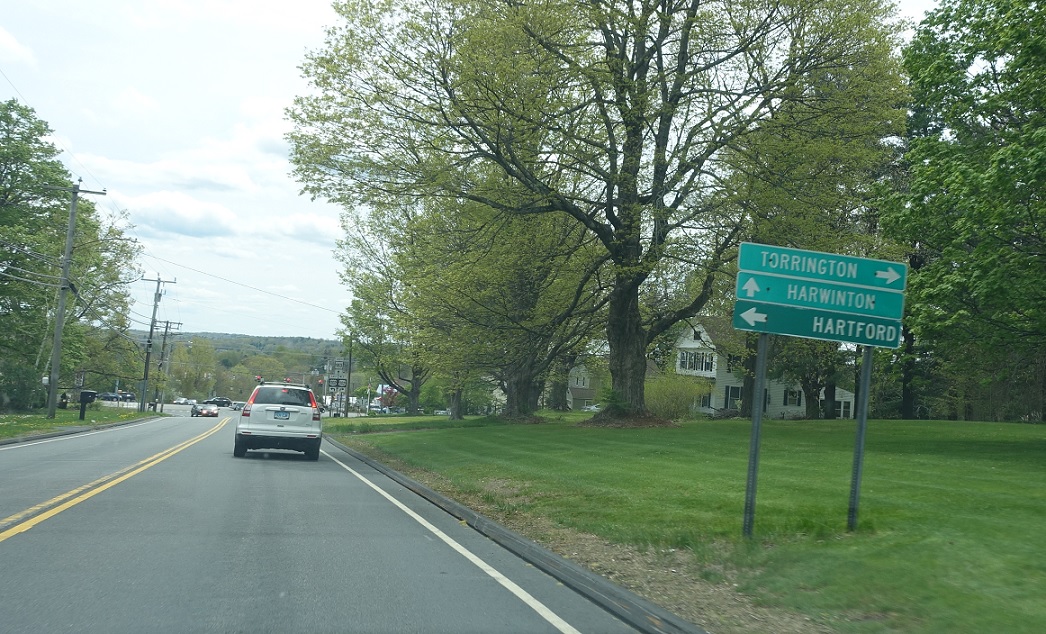 TORRINGTON →
↑ HARWINTON
← HARTFORD